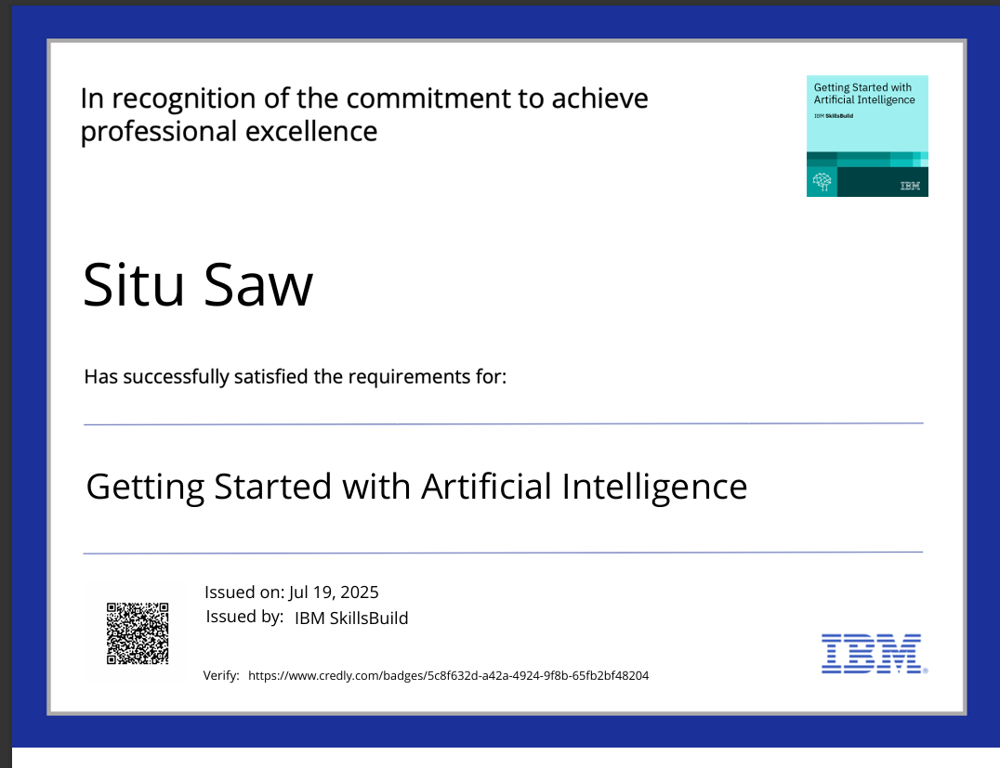 In recognition of the commitment to achieve
professional excellence
Getting Started with
Artificial Intelligence
IBM SkillsBuild
IBM
Situ Saw
Has successfully satisfied the requirements for:
Getting Started with Artificial Intelligence
Issued on: Jul 19, 2025
Issued by: IBM SkillsBuild
Verify: https://www.credly.com/badges/5c8f632d-a42a-4924-9f8b-65fb2bf48204
IBM®